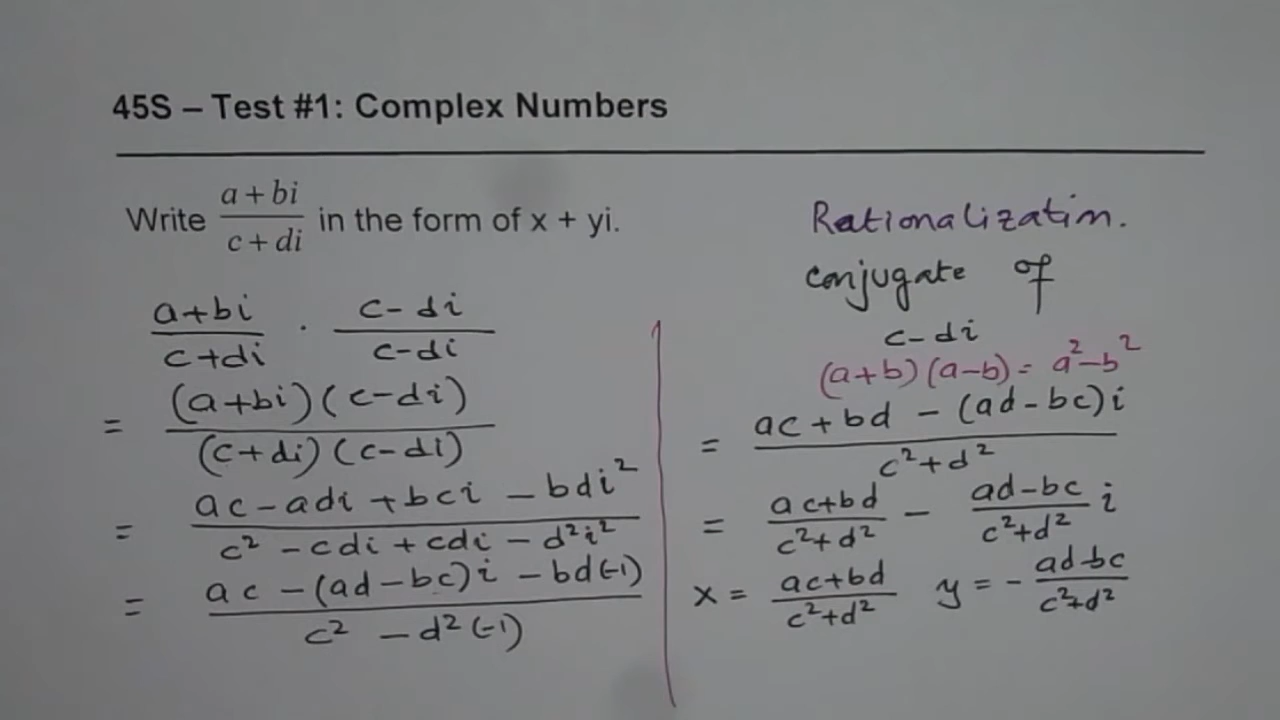 45S – Test #1: Complex Numbers
Write (a + bi)/(c + di) in the form of x + yi.
(a+bi)/(c+di) · (c-di)/(c-di)
= (a+bi)(c-di) / (c+di)(c-di)
= (ac-adi+bci-bdi²) / (c²-cdi+cdi-d²i²)
= (ac-(ad-bc)i-bd(-1)) / (c²-d²(-1))
Rationalization.
conjugate of
c-di
(a+b)(a-b)= a²-b²
= (ac+bd-(ad-bc)i) / (c²+d²)
= (ac+bd)/(c²+d²) - (ad-bc)/(c²+d²) i
x = (ac+bd)/(c²+d²) y = - (ad-bc)/(c²+d²)